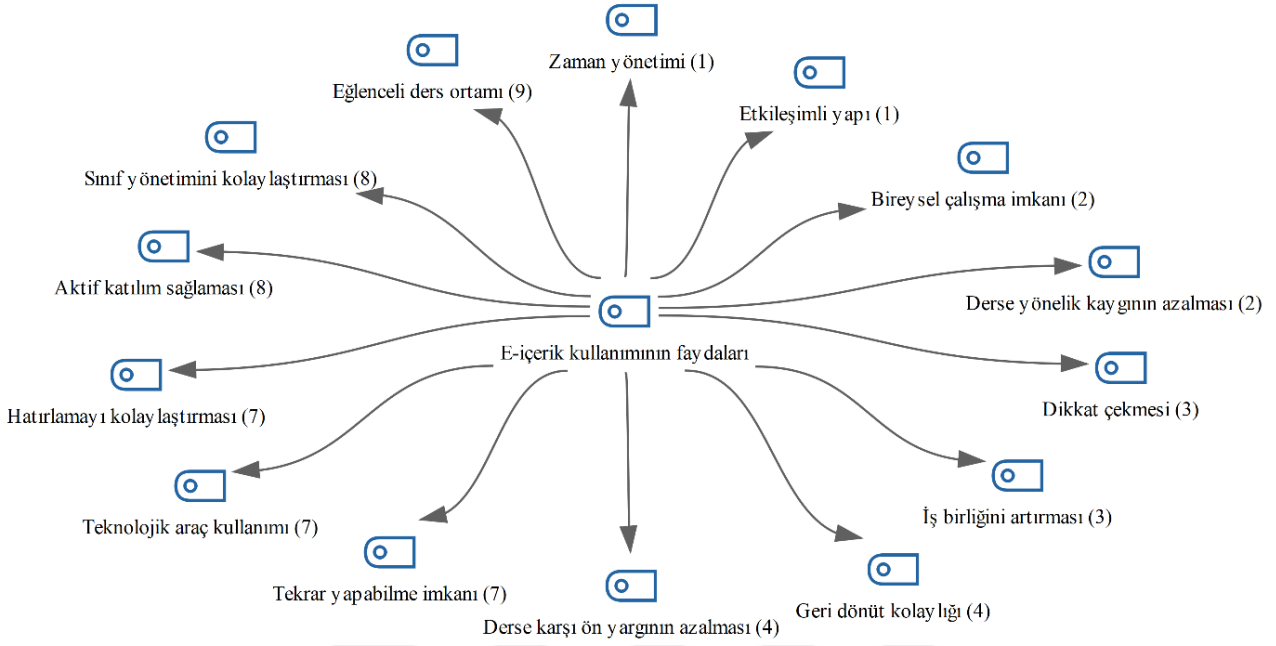 Zaman yönetimi (1)
Eğlenceli ders ortamı (9)
Etkileşimli yapı (1)
Sınıf yönetimini kolaylaştırması (8)
Bireysel çalışma imkanı (2)
Aktif katılım sağlaması (8)
Derse yönelik kaygının azalması (2)
E-içerik kullanımının faydaları
Hatırlamayı kolaylaştırması (7)
Dikkat çekmesi (3)
Teknolojik araç kullanımı (7)
İş birliğini artırması (3)
Tekrar yapabilme imkanı (7)
Geri dönüt kolaylığı (4)
Derse karşı ön yargının azalması (4)